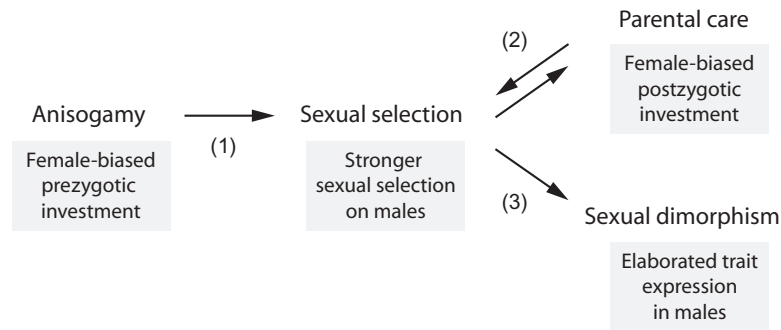 Parental care
(2)
Female-biased
postzygotic
investment
Anisogamy
(1)
Sexual selection
Female-biased
prezygotic
investment
Stronger
sexual selection
on males
(3)
Sexual dimorphism
Elaborated trait
expression
in males